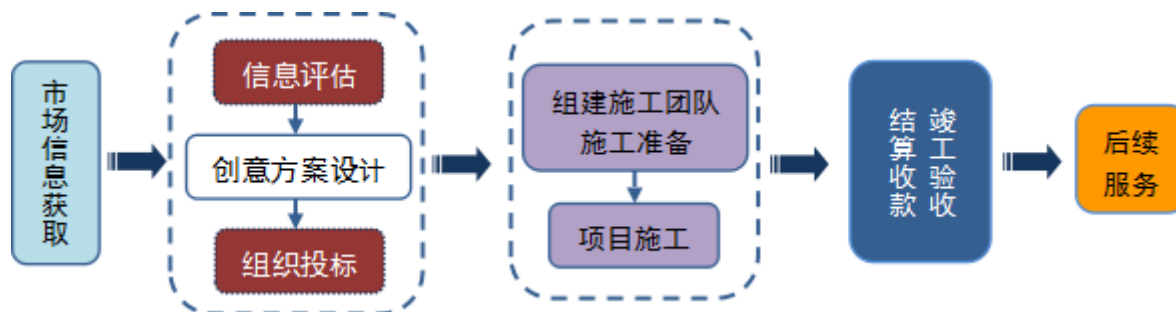 市场信息获取
信息评估
创意方案设计
组织投标
组建施工团队
施工准备
项目施工
竣工验收
结算收款
后续
服务